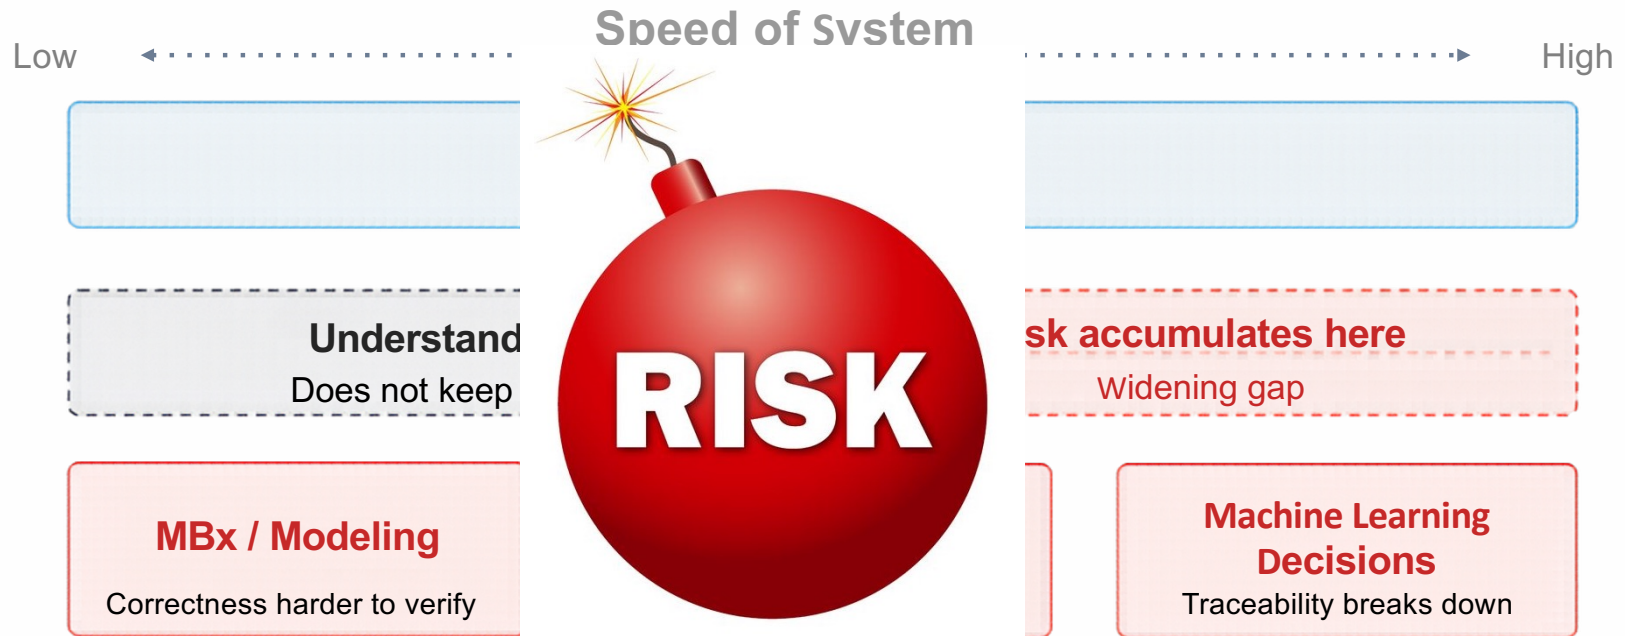 Speed of System
Low
High
Understand
Does not keep
sk accumulates here
Widening gap
RISK
MBx / Modeling
Correctness harder to verify
Machine Learning
Decisions
Traceability breaks down